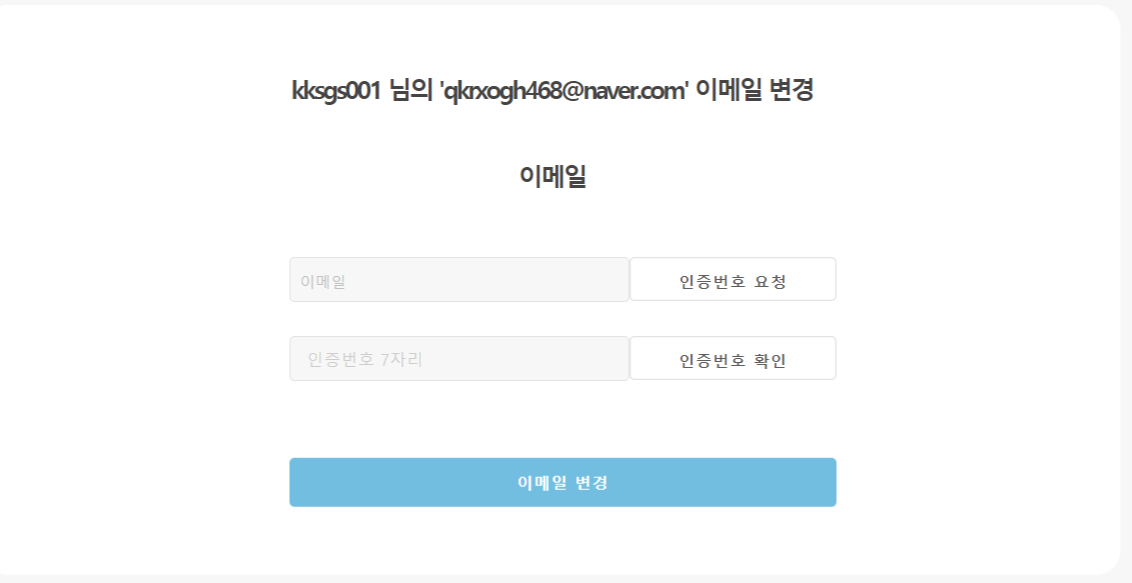 kksgs001 님의 'qkrxogh468@naver.com' 이메일 변경
이메일
이메일
인증번호 요청
인증번호 7자리
인증번호 확인
이메일 변경